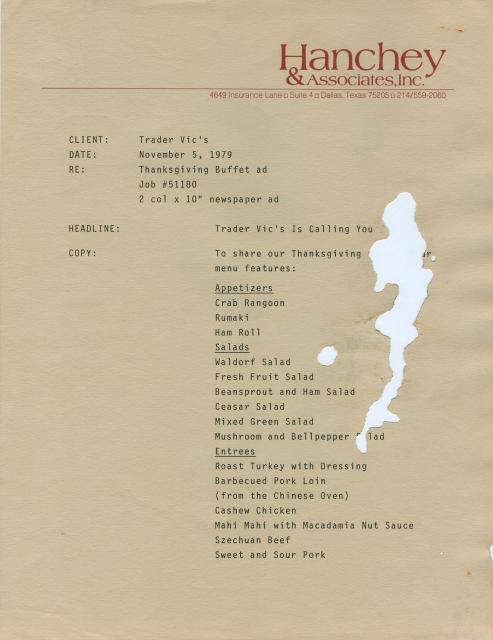 Hanchey
& Associates, Inc.
4649 Insurance Lane □ Suite 4 □ Dallas, Texas 75205 □ 214/559-2060
CLIENT: Trader Vic's
DATE: November 5, 1979
RE: Thanksgiving Buffet ad
Job #51180
2 col x 10" newspaper ad
HEADLINE: Trader Vic's Is Calling You
COPY: To share our Thanksgiving
menu features:
Appetizers
Crab Rangoon
Rumaki
Ham Roll
Salads
Waldorf Salad
Fresh Fruit Salad
Beansprout and Ham Salad
Ceasar Salad
Mixed Green Salad
Mushroom and Bellpepper
Entrees
Roast Turkey with Dressing
Barbecued Pork Loin
(from the Chinese Oven)
Cashew Chicken
Mahi Mahi with Macadamia Nut Sauce
Szechuan Beef
Sweet and Sour Pork